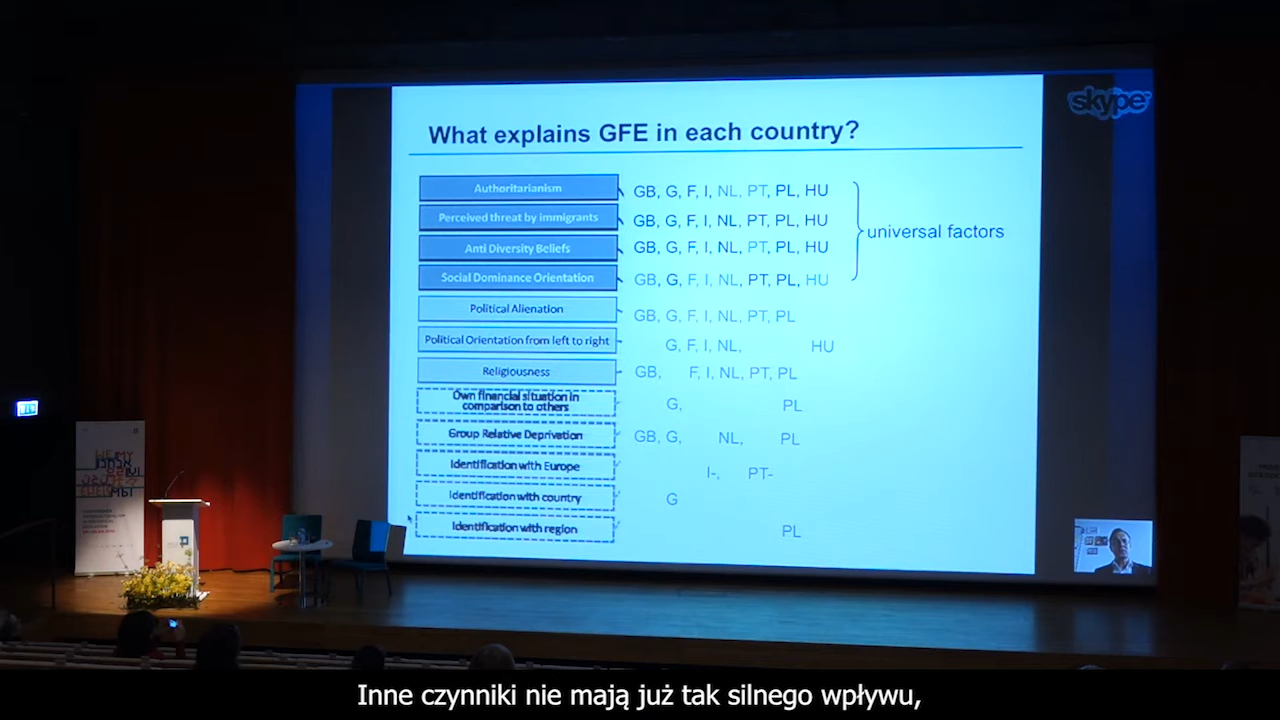 skype
What explains GFE in each country?
Authoritarianism GB, G, F, I, NL, PT, PL, HU
Perceived threat by immigrants GB, G, F, I, NL, PT, PL, HU
universal factors
Anti Diversity Beliefs GB, G, F, I, NL, PT, PL, HU
Social Dominance Orientation GB, G, F, I, NL, PT, PL, HU
Political Alienation GB, G, F, I, NL, PT, PL
Political Orientation from left to right G, F, I, NL, HU
Religiousness GB, F, I, NL, PT, PL
Own financial situation in
comparison to others G, PL
Group Relative Deprivation GB, G, NL, PL
Identification with Europe I-, PT-
Identification with country G
Identification with region PL
Inne czynniki nie mają już tak silnego wpływu,